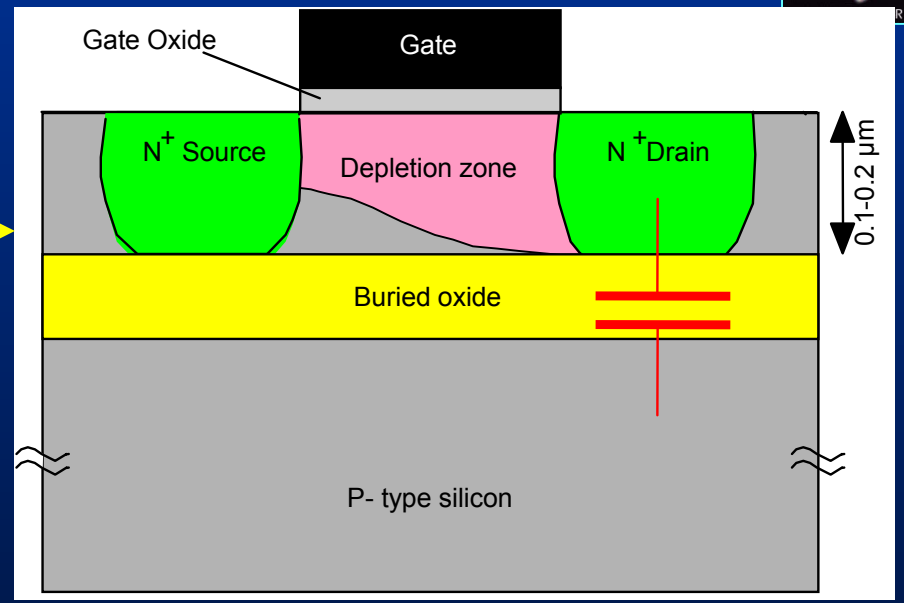 R
Gate Oxide
Gate
N+ Source
Depletion zone
N+ Drain
0.1-0.2 µm
Buried oxide
P- type silicon